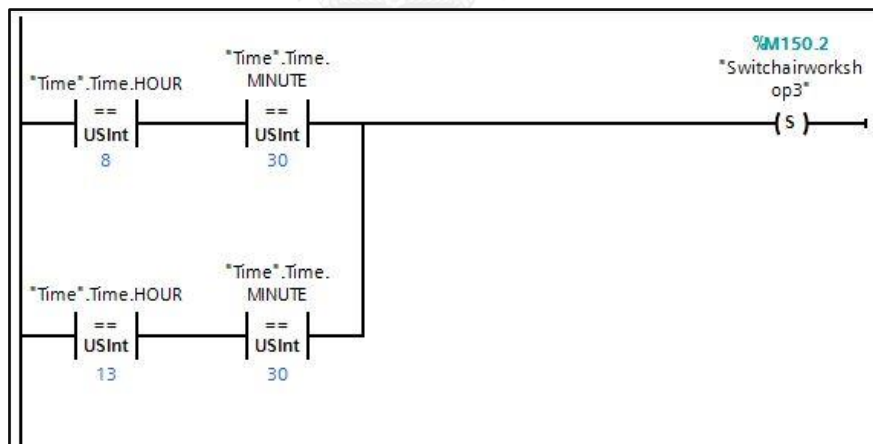 %M150.2
"Switchairworksh
op3"
"Time".Time.HOUR
"Time".Time.
MINUTE
==
USInt
8
==
USInt
30
( S )
"Time".Time.HOUR
"Time".Time.
MINUTE
==
USInt
13
==
USInt
30